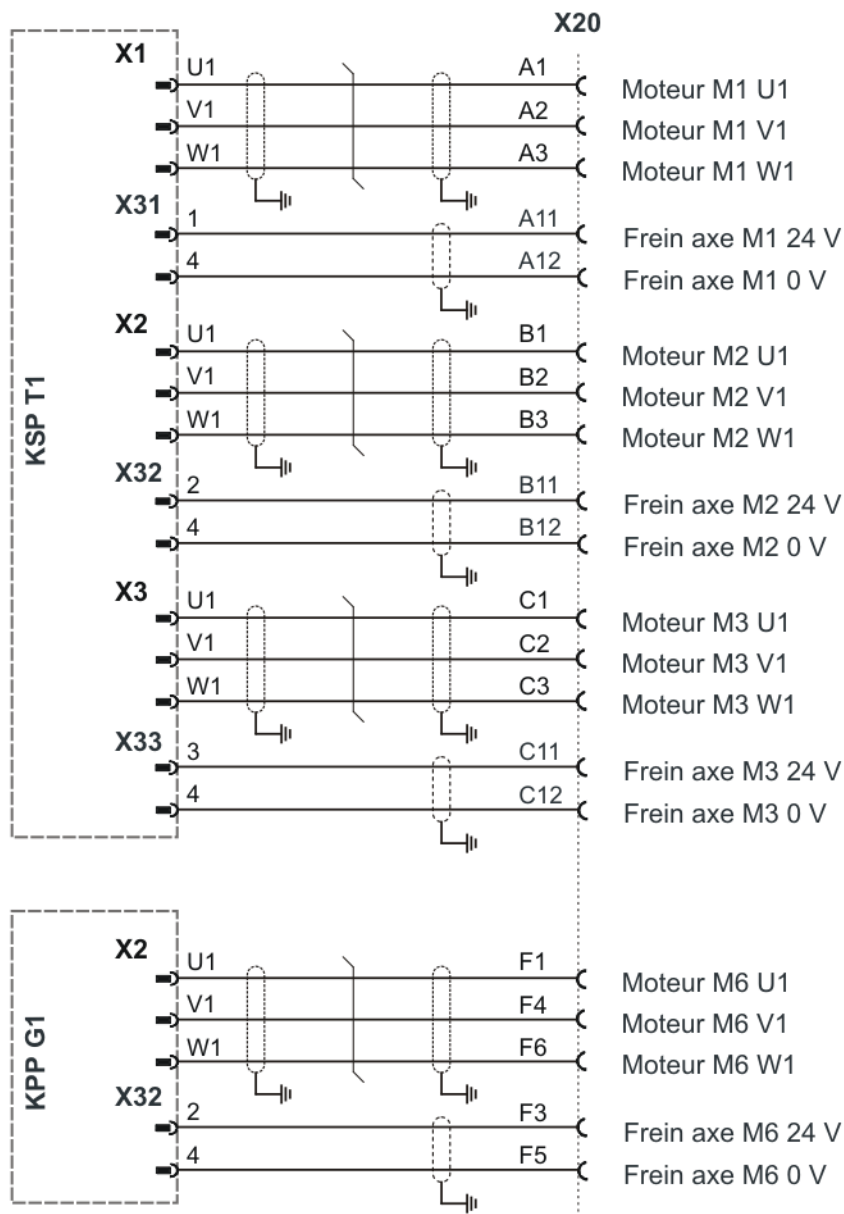 X20
KSP T1
X1
U1 A1 Moteur M1 U1
V1 A2 Moteur M1 V1
W1 A3 Moteur M1 W1
X31
1 A11 Frein axe M1 24 V
4 A12 Frein axe M1 0 V
X2
U1 B1 Moteur M2 U1
V1 B2 Moteur M2 V1
W1 B3 Moteur M2 W1
X32
2 B11 Frein axe M2 24 V
4 B12 Frein axe M2 0 V
X3
U1 C1 Moteur M3 U1
V1 C2 Moteur M3 V1
W1 C3 Moteur M3 W1
X33
3 C11 Frein axe M3 24 V
4 C12 Frein axe M3 0 V
KPP G1
X2
U1 F1 Moteur M6 U1
V1 F4 Moteur M6 V1
W1 F6 Moteur M6 W1
X32
2 F3 Frein axe M6 24 V
4 F5 Frein axe M6 0 V